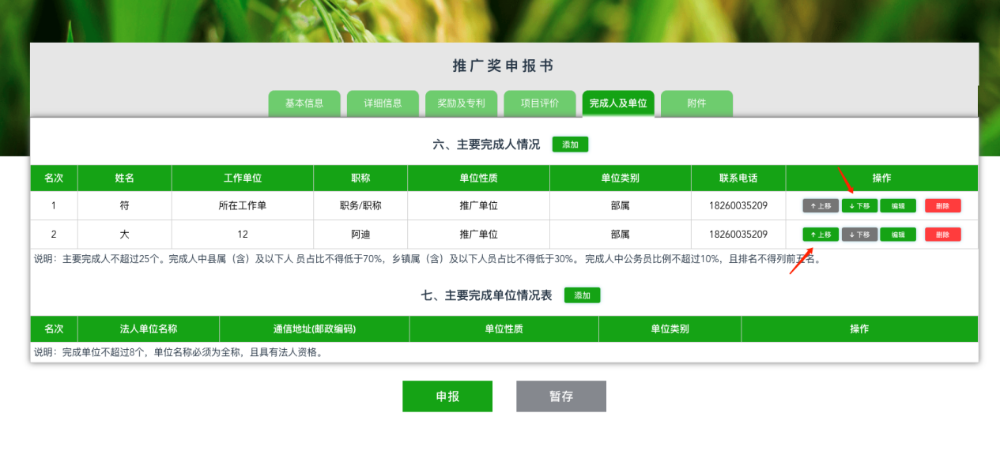 推广奖申报书
基本信息 详细信息 奖励及专利 项目评价 完成人及单位 附件
六、主要完成人情况 添加
名次 姓名 工作单位 职称 单位性质 单位类别 联系电话 操作
1 符 所在工作单 职务/职称 推广单位 部属 18260035209 ↑上移 ↓下移 编辑 删除
2 大 12 阿迪 推广单位 部属 18260035209 ↑上移 ↓下移 编辑 删除
说明：主要完成人不超过25个。完成人中县属（含）及以下人 员占比不得低于70%，乡镇属（含）及以下人员占比不得低于30%。 完成人中公务员比例不超过10%，且排名不得列前五名。
七、主要完成单位情况表 添加
名次 法人单位名称 通信地址(邮政编码) 单位性质 单位类别 操作
说明：完成单位不超过8个，单位名称必须为全称，且具有法人资格。
申报 暂存